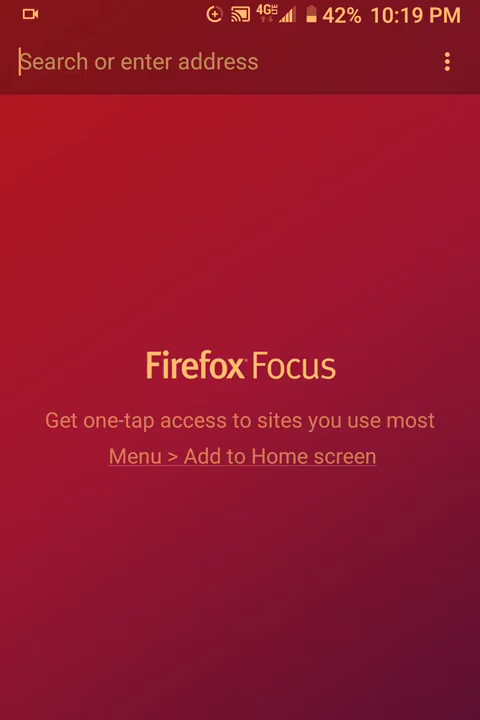 4G LTE 42% 10:19 PM
Search or enter address
Firefox Focus
Get one-tap access to sites you use most
Menu > Add to Home screen